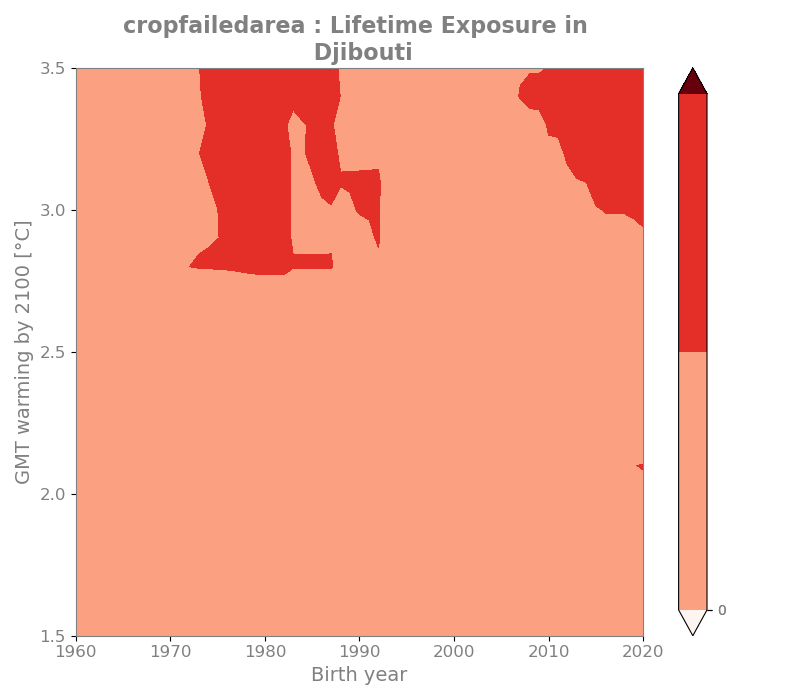 cropfailedarea : Lifetime Exposure in
Djibouti
3.5
3.0
2.5
2.0
1.5
GMT warming by 2100 [°C]
1960 1970 1980 1990 2000 2010 2020
Birth year
0